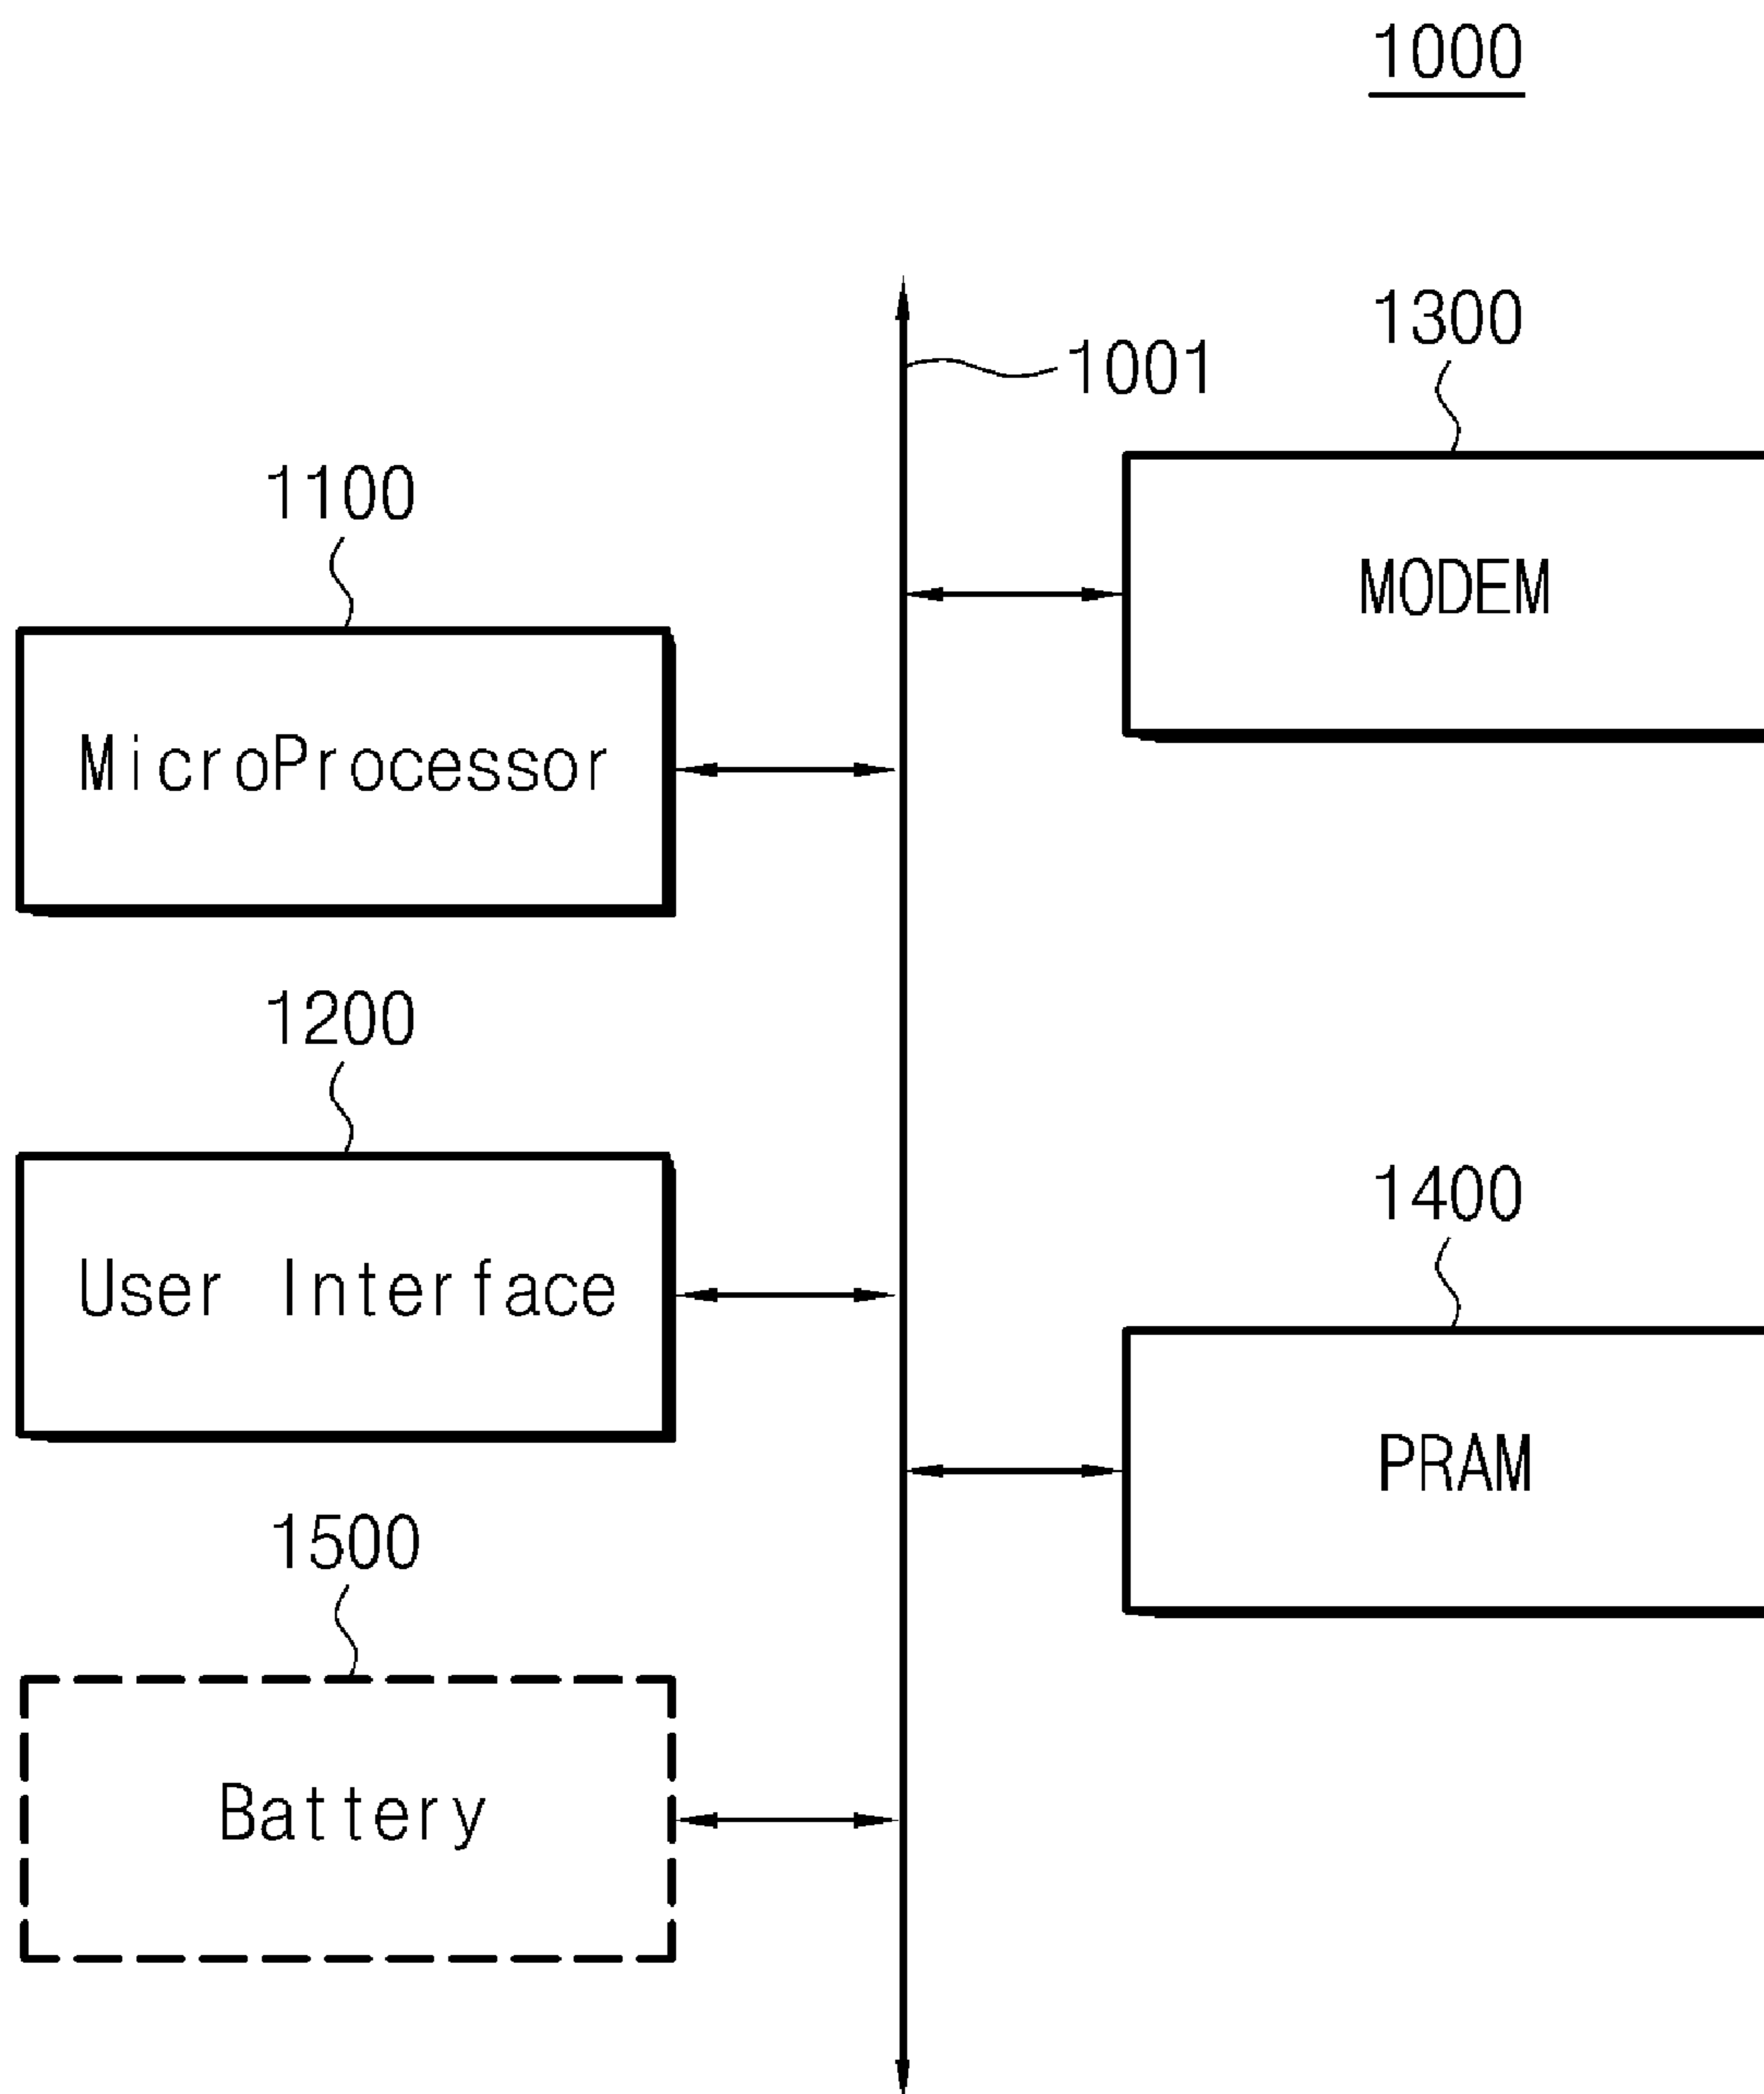 1000
1300
1001
1100
MODEM
MicroProcessor
1200
1400
User Interface
PRAM
1500
Battery